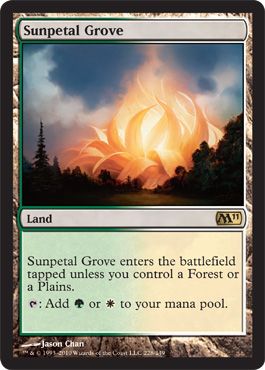 Sunpetal Grove
Land
M11
Sunpetal Grove enters the battlefield
tapped unless you control a Forest or
a Plains.
: Add or to your mana pool.
Jason Chan
™ & © 1993–2010 Wizards of the Coast LLC 228/249